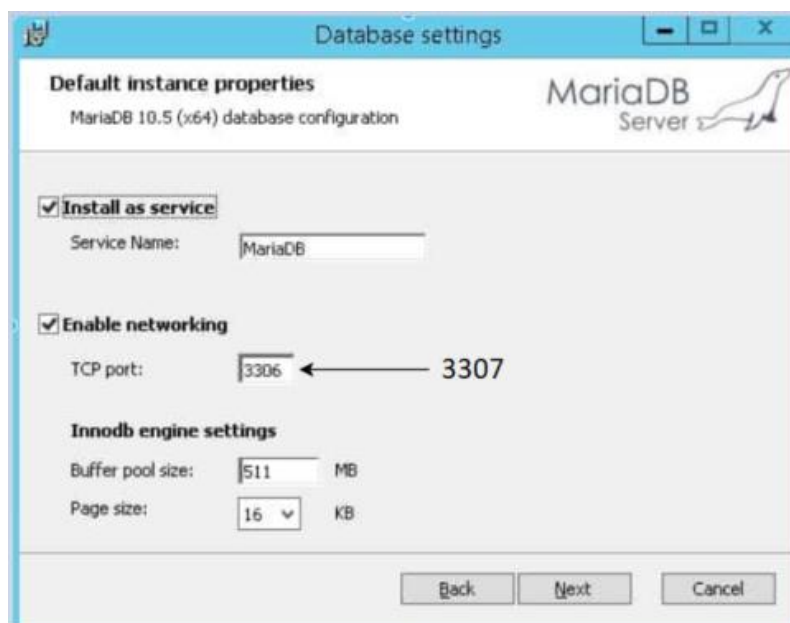 Database settings
Default instance properties
MariaDB 10.5 (x64) database configuration
MariaDB
Server
Install as service
Service Name: MariaDB
Enable networking
TCP port: 3306 3307
Innodb engine settings
Buffer pool size: 511 MB
Page size: 16 KB
Back Next Cancel